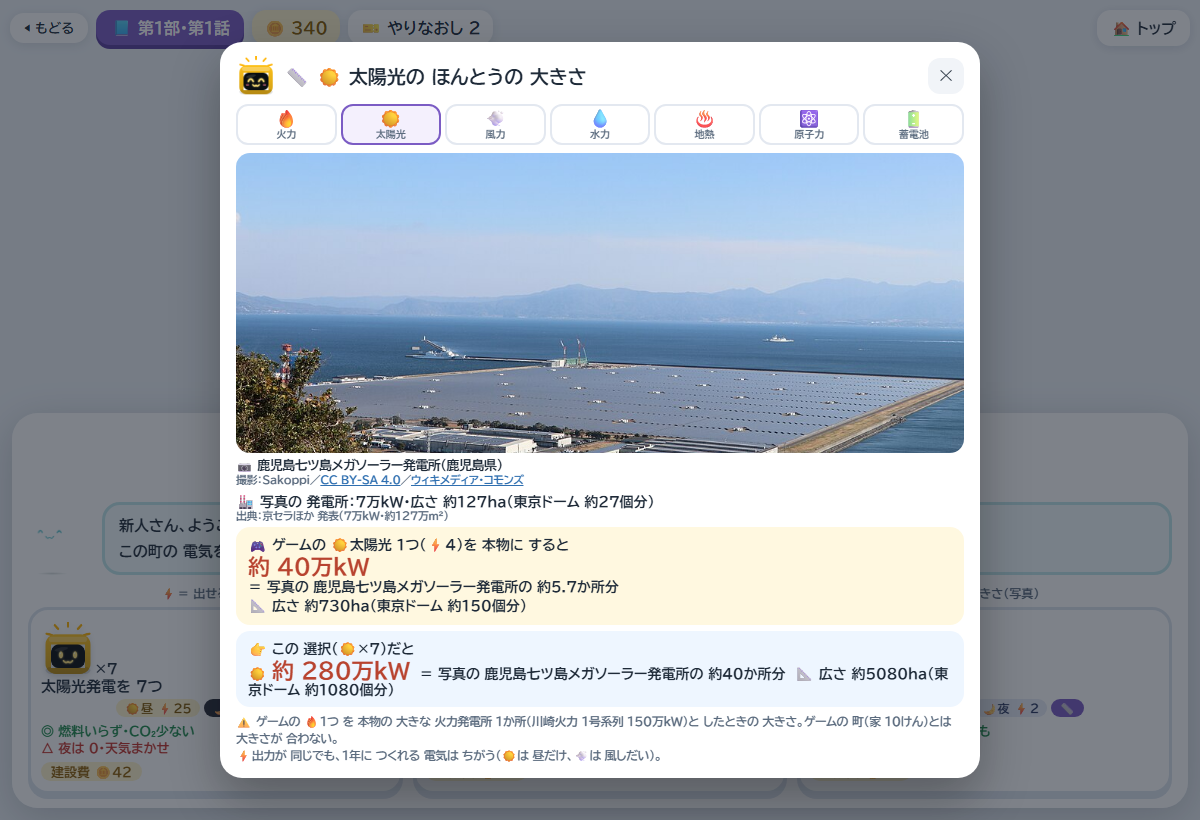 もどる
第1部・第1話
340
やりなおし 2
トップ
太陽光の ほんとうの 大きさ
火力
太陽光
風力
水力
地熱
原子力
蓄電池
鹿児島七ツ島メガソーラー発電所(鹿児島県)
撮影:Sakoppi/CC BY-SA 4.0/ウィキメディア・コモンズ
写真の 発電所:7万kW・広さ 約127ha(東京ドーム 約27個分)
出典:京セラほか 発表(7万kW・約127万m²)
ゲームの 太陽光 1つ(⚡4)を 本物に すると
約 40万kW
= 写真の 鹿児島七ツ島メガソーラー発電所の 約5.7か所分
広さ 約730ha(東京ドーム 約150個分)
この 選択(☀×7)だと
約 280万kW = 写真の 鹿児島七ツ島メガソーラー発電所の 約40か所分 広さ 約5080ha(東
京ドーム 約1080個分)
⚠ ゲームの 🔥1つ を 本物の 大きな 火力発電所 1か所(川崎火力 1号系列 150万kW)と したときの 大きさ。ゲームの 町(家 10けん)とは
大きさが 合わない。
⚡出力が 同じでも、1年に つくれる 電気は ちがう(☀は 昼だけ、は 風しだい)。
新人さん、ようこ
この町の 電気を
⚡ = 出せ
きさ(写真)
×7
太陽光発電を 7つ
昼 ⚡25
◎ 燃料いらず・CO₂少ない
△ 夜は 0・天気まかせ
建設費 42
夜 ⚡2
も